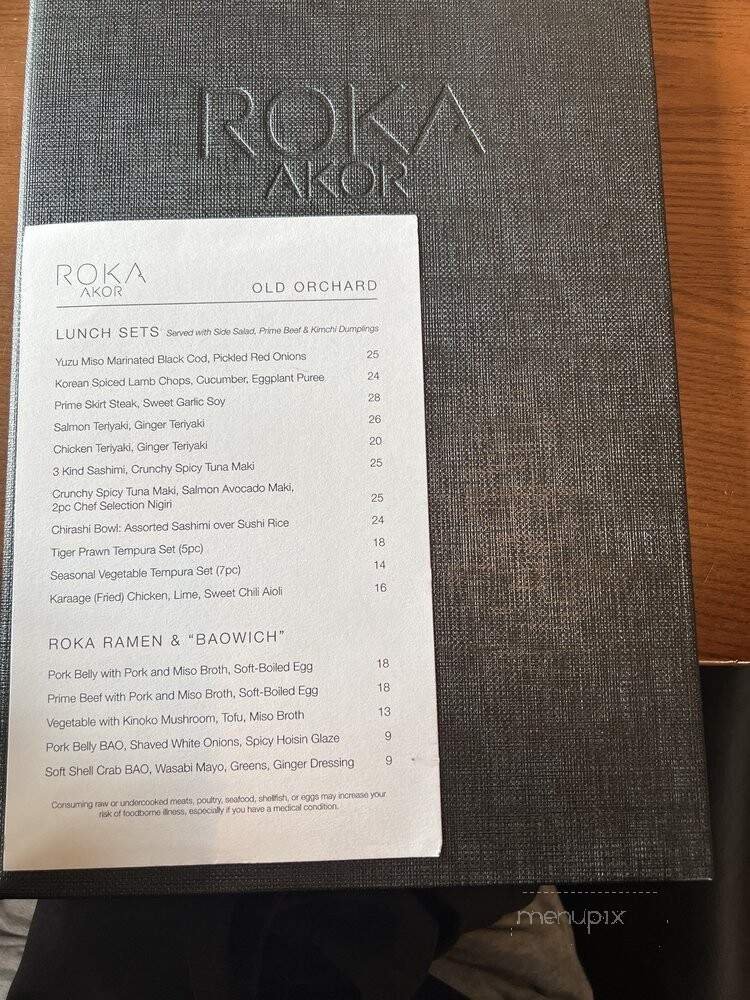 ROKA
AKOR
ROKA
AKOR
OLD ORCHARD
LUNCH SETS Served with Side Salad, Prime Beef & Kimchi Dumplings
Yuzu Miso Marinated Black Cod, Pickled Red Onions 25
Korean Spiced Lamb Chops, Cucumber, Eggplant Puree 24
Prime Skirt Steak, Sweet Garlic Soy 28
Salmon Teriyaki, Ginger Teriyaki 26
Chicken Teriyaki, Ginger Teriyaki 20
3 Kind Sashimi, Crunchy Spicy Tuna Maki 25
Crunchy Spicy Tuna Maki, Salmon Avocado Maki,
2pc Chef Selection Nigiri 25
Chirashi Bowl: Assorted Sashimi over Sushi Rice 24
Tiger Prawn Tempura Set (5pc) 18
Seasonal Vegetable Tempura Set (7pc) 14
Karaage (Fried) Chicken, Lime, Sweet Chili Aioli 16
ROKA RAMEN & “BAOWICH”
Pork Belly with Pork and Miso Broth, Soft-Boiled Egg 18
Prime Beef with Pork and Miso Broth, Soft-Boiled Egg 18
Vegetable with Kinoko Mushroom, Tofu, Miso Broth 13
Pork Belly BAO, Shaved White Onions, Spicy Hoisin Glaze 9
Soft Shell Crab BAO, Wasabi Mayo, Greens, Ginger Dressing 9
Consuming raw or undercooked meats, poultry, seafood, shellfish, or eggs may increase your
risk of foodborne illness, especially if you have a medical condition.
menupix